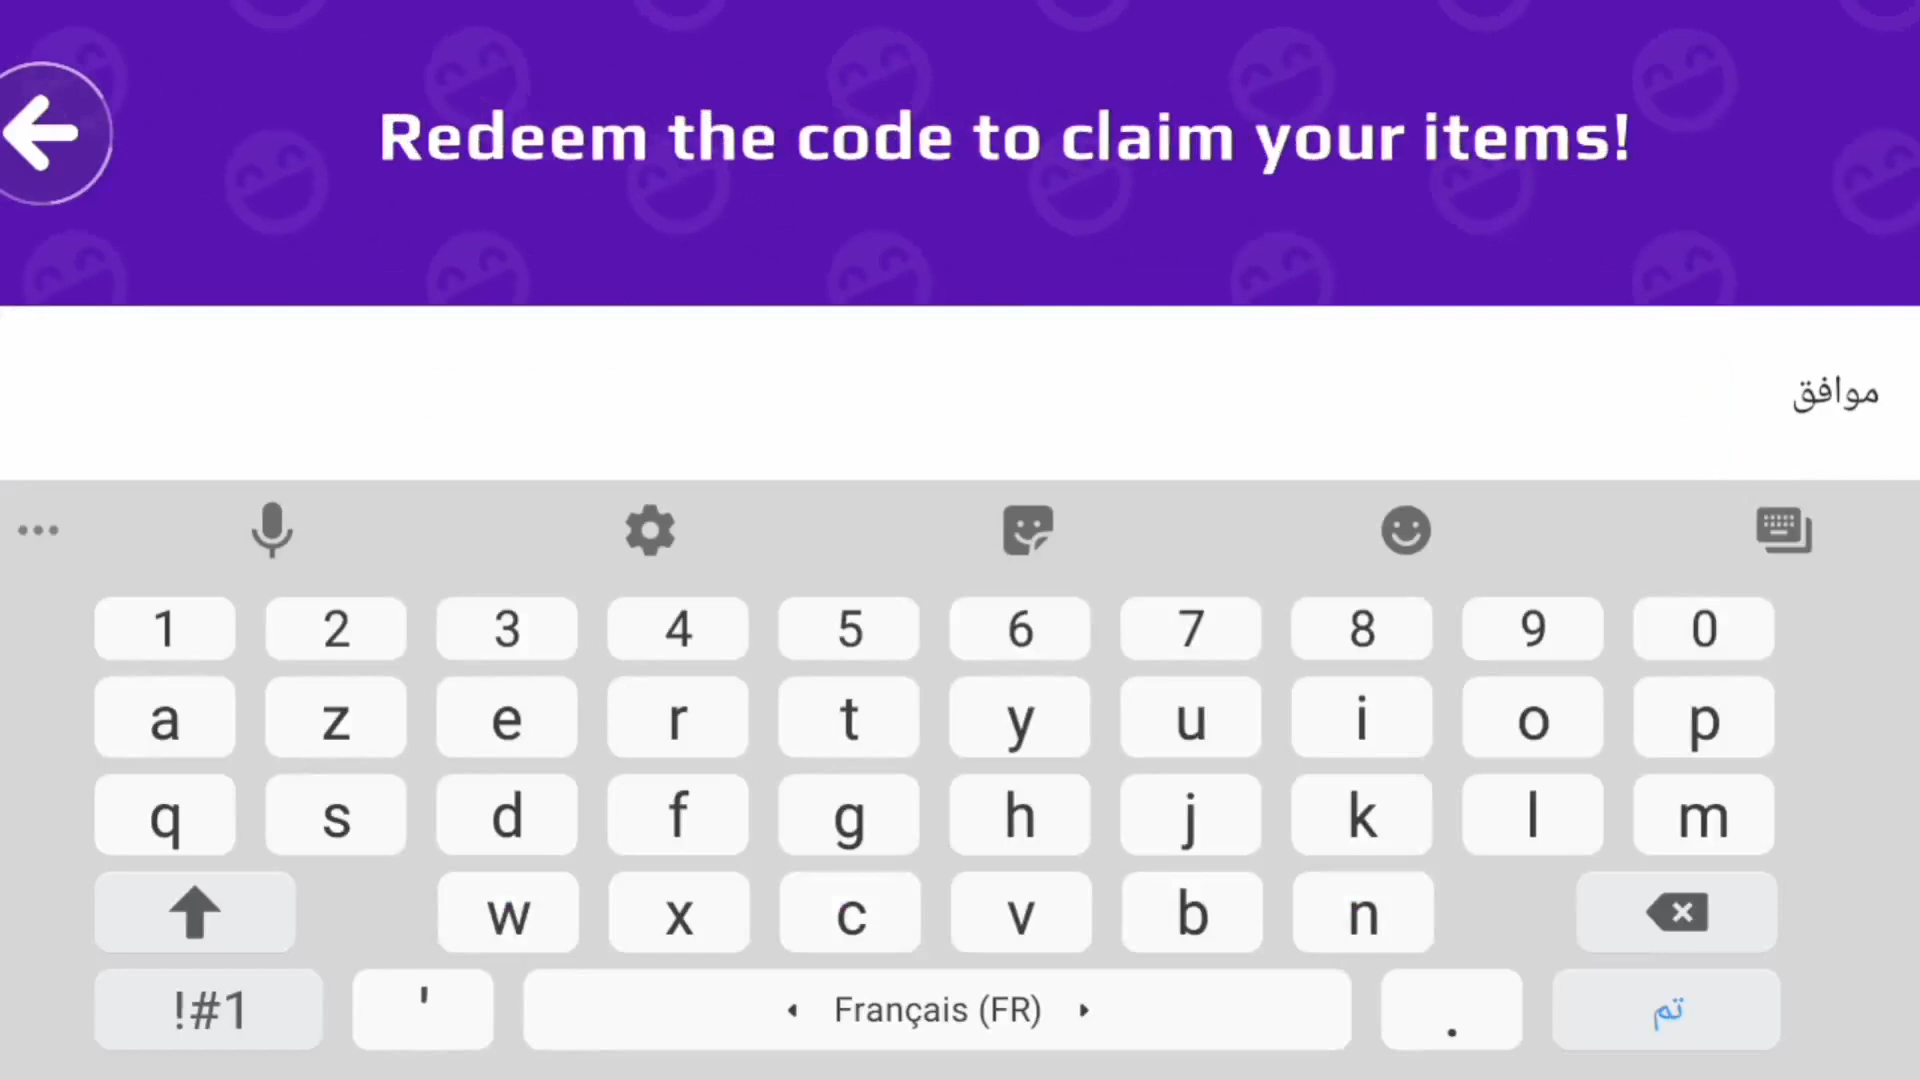 Redeem the code to claim your items!
موافق
1 2 3 4 5 6 7 8 9 0
a z e r t y u i o p
q s d f g h j k l m
w x c v b n
!#1 ' Français (FR) . تم